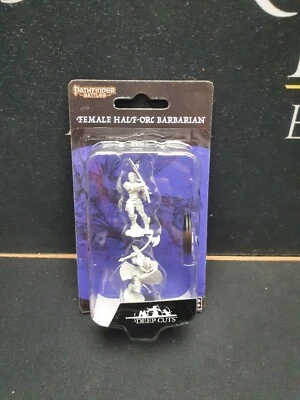 PATHFINDER
BATTLES
FEMALE HALF-ORC BARBARIAN
DEEP CUTS